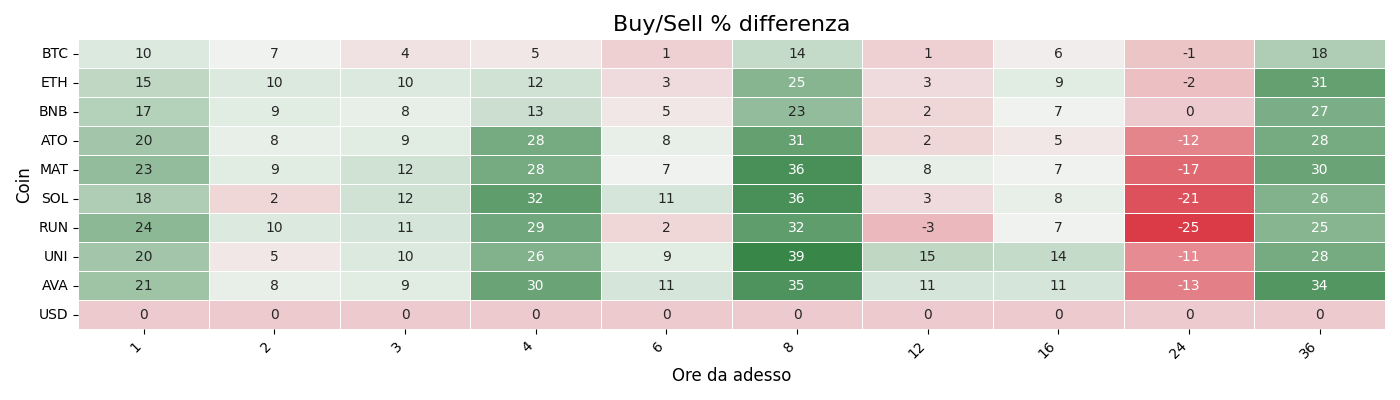 Buy/Sell % differenza
Coin
BTC 10 7 4 5 1 14 1 6 -1 18
ETH 15 10 10 12 3 25 3 9 -2 31
BNB 17 9 8 13 5 23 2 7 0 27
ATO 20 8 9 28 8 31 2 5 -12 28
MAT 23 9 12 28 7 36 8 7 -17 30
SOL 18 2 12 32 11 36 3 8 -21 26
RUN 24 10 11 29 2 32 -3 7 -25 25
UNI 20 5 10 26 9 39 15 14 -11 28
AVA 21 8 9 30 11 35 11 11 -13 34
USD 0 0 0 0 0 0 0 0 0 0
1 2 3 4 6 8 12 16 24 36
Ore da adesso